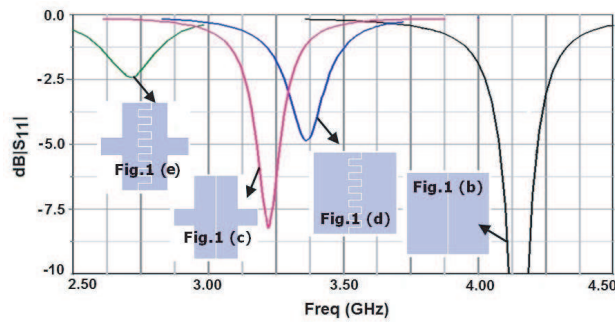 0.0
-2.5
-5.0
-7.5
-10
dB|S11|
Fig.1 (e)
Fig.1 (c)
Fig.1 (d)
Fig.1 (b)
2.50 3.00 3.50 4.00 4.50
Freq (GHz)